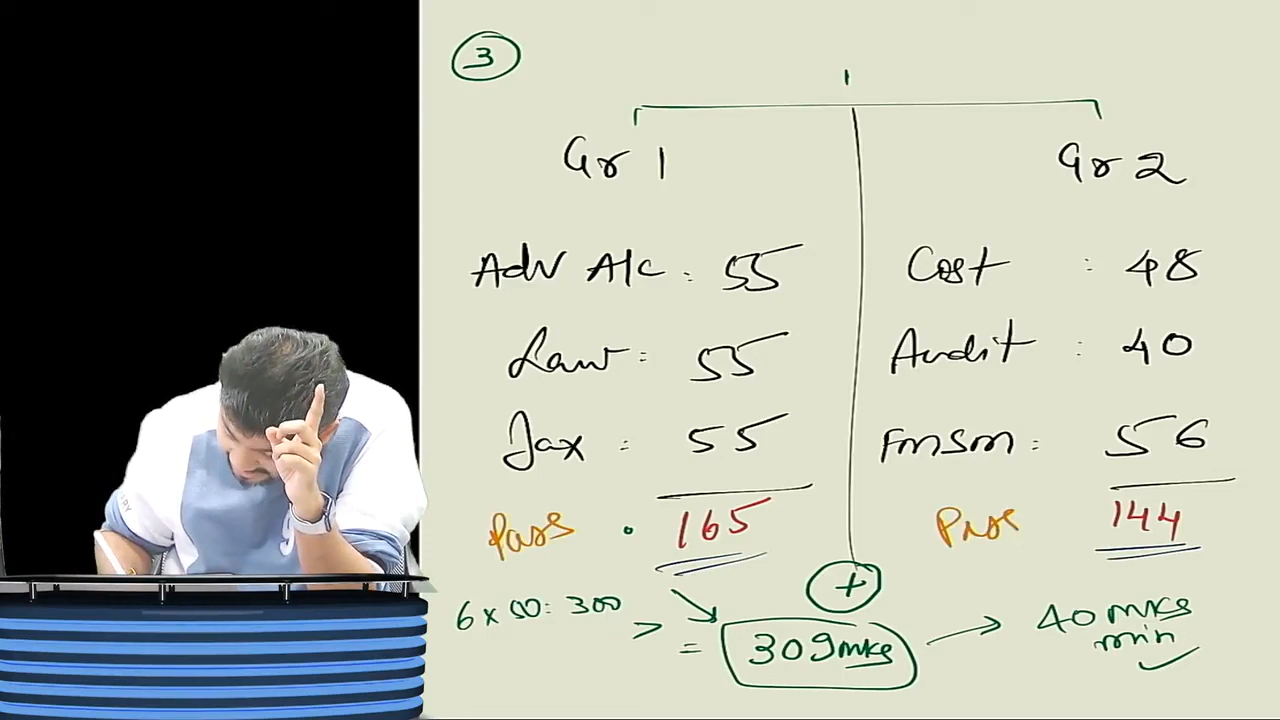 3
Gr 1
Gr 2
Adv A/c : 55
Cost : 48
Law : 55
Audit : 40
Tax : 55
FMSM : 56
Pass . 165
Pass 144
+
6 x 50 : 300 > = 309 mks → 40 mks min ✓